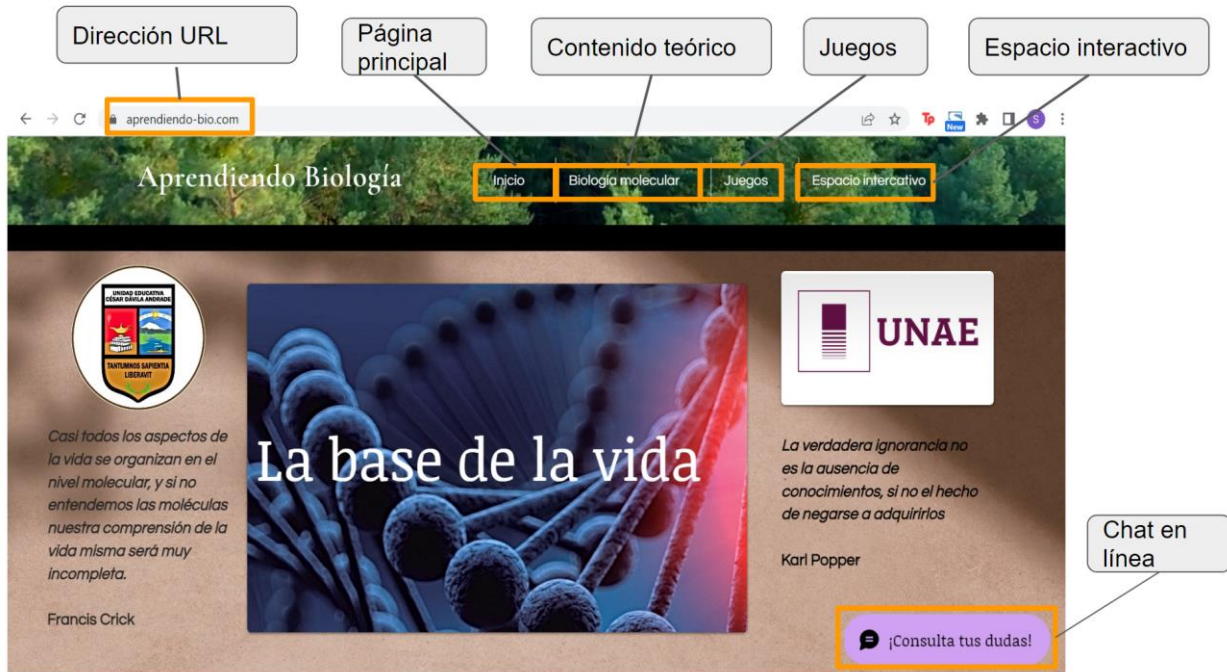 Dirección URL
Página
principal
Contenido teórico
Juegos
Espacio interactivo
aprendiendo-bio.com
Tp
New
S
Aprendiendo Biología
Inicio
Biología molecular
Juegos
Espacio intercativo
UNIDAD EDUCATIVA
CÉSAR DÁVILA ANDRADE
TANTUMNOS SAPIENTIA
LIBERAVIT
UNAE
La base de la vida
Casi todos los aspectos de
la vida se organizan en el
nivel molecular, y si no
entendemos las moléculas
nuestra comprensión de la
vida misma será muy
incompleta.
Francis Crick
La verdadera ignorancia no
es la ausencia de
conocimientos, si no el hecho
de negarse a adquirirlos
Kari Popper
Chat en
línea
¡Consulta tus dudas!